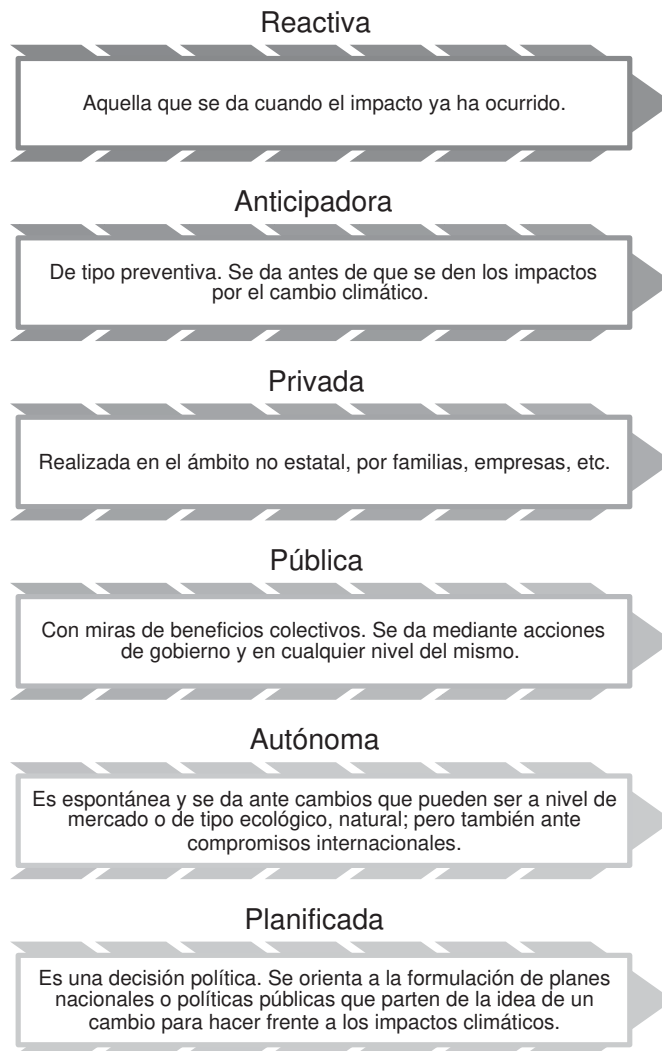 Reactiva
Aquella que se da cuando el impacto ya ha ocurrido.
Anticipadora
De tipo preventiva. Se da antes de que se den los impactos
por el cambio climático.
Privada
Realizada en el ámbito no estatal, por familias, empresas, etc.
Pública
Con miras de beneficios colectivos. Se da mediante acciones
de gobierno y en cualquier nivel del mismo.
Autónoma
Es espontánea y se da ante cambios que pueden ser a nivel de
mercado o de tipo ecológico, natural; pero también ante
compromisos internacionales.
Planificada
Es una decisión política. Se orienta a la formulación de planes
nacionales o políticas públicas que parten de la idea de un
cambio para hacer frente a los impactos climáticos.